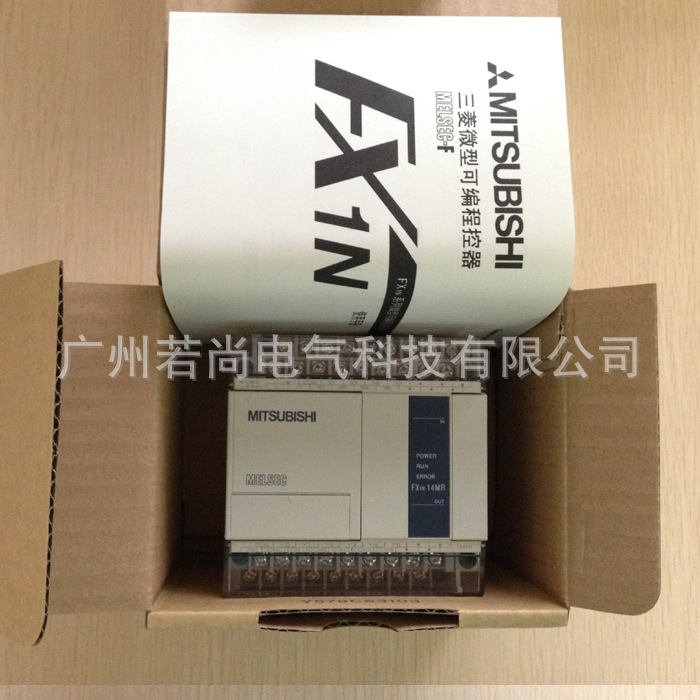 MITSUBISHI
三菱微型可编程控器
MELSEC-F
FX1N
广州若尚电气科技有限公司
MITSUBISHI
MELSEC
IN
POWER
RUN
ERROR
FX1N-14MR
OUT